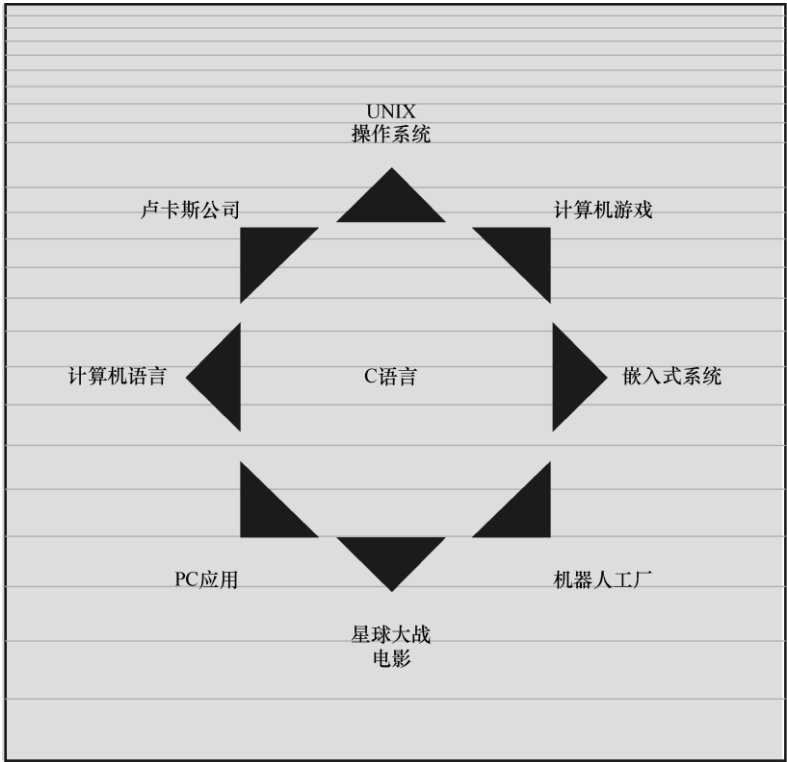 UNIX
操作系统
卢卡斯公司
计算机游戏
计算机语言
C语言
嵌入式系统
PC应用
机器人工厂
星球大战
电影